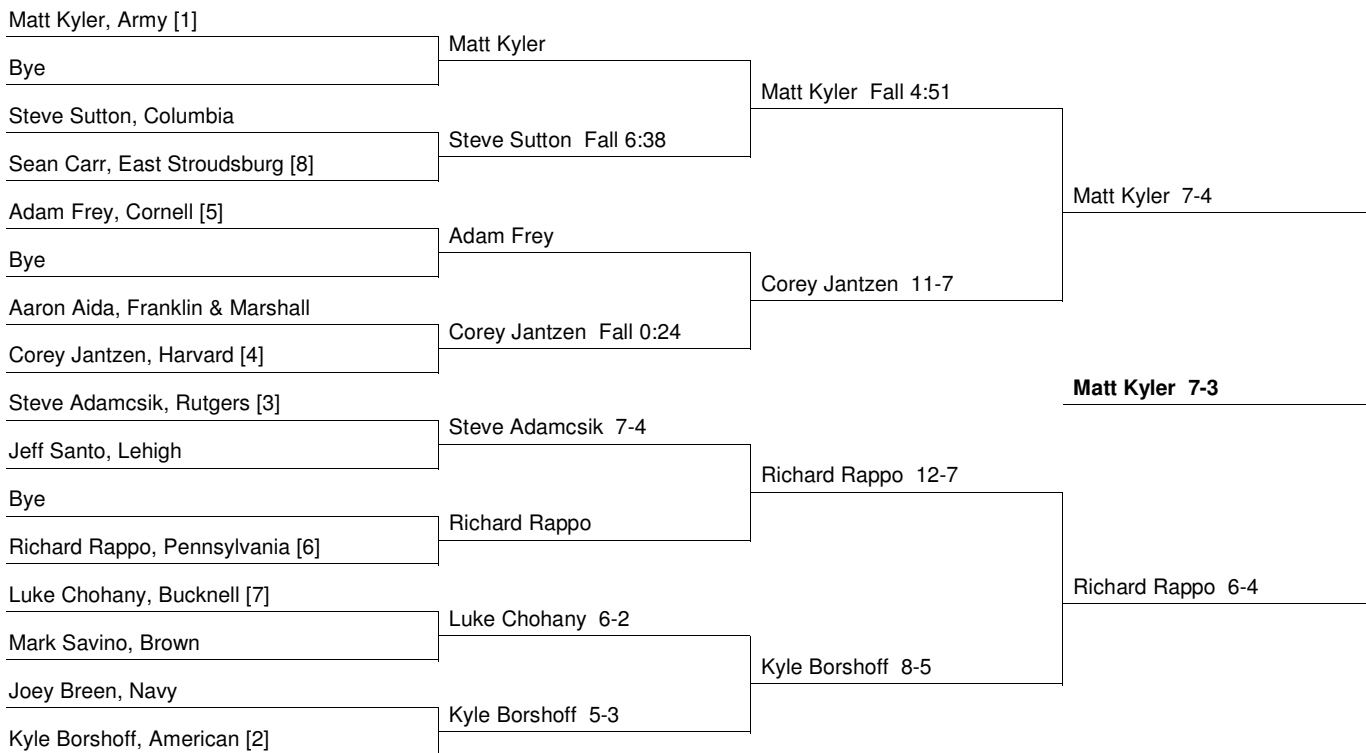 Matt Kyler, Army [1]
Bye
Steve Sutton, Columbia
Sean Carr, East Stroudsburg [8]
Adam Frey, Cornell [5]
Bye
Aaron Aida, Franklin & Marshall
Corey Jantzen, Harvard [4]
Steve Adamcsik, Rutgers [3]
Jeff Santo, Lehigh
Bye
Richard Rappo, Pennsylvania [6]
Luke Chohany, Bucknell [7]
Mark Savino, Brown
Joey Breen, Navy
Kyle Borshoff, American [2]
Matt Kyler
Steve Sutton Fall 6:38
Adam Frey
Corey Jantzen Fall 0:24
Steve Adamcsik 7-4
Richard Rappo
Luke Chohany 6-2
Kyle Borshoff 5-3
Matt Kyler Fall 4:51
Corey Jantzen 11-7
Richard Rappo 12-7
Kyle Borshoff 8-5
Matt Kyler 7-4
Matt Kyler 7-3
Richard Rappo 6-4